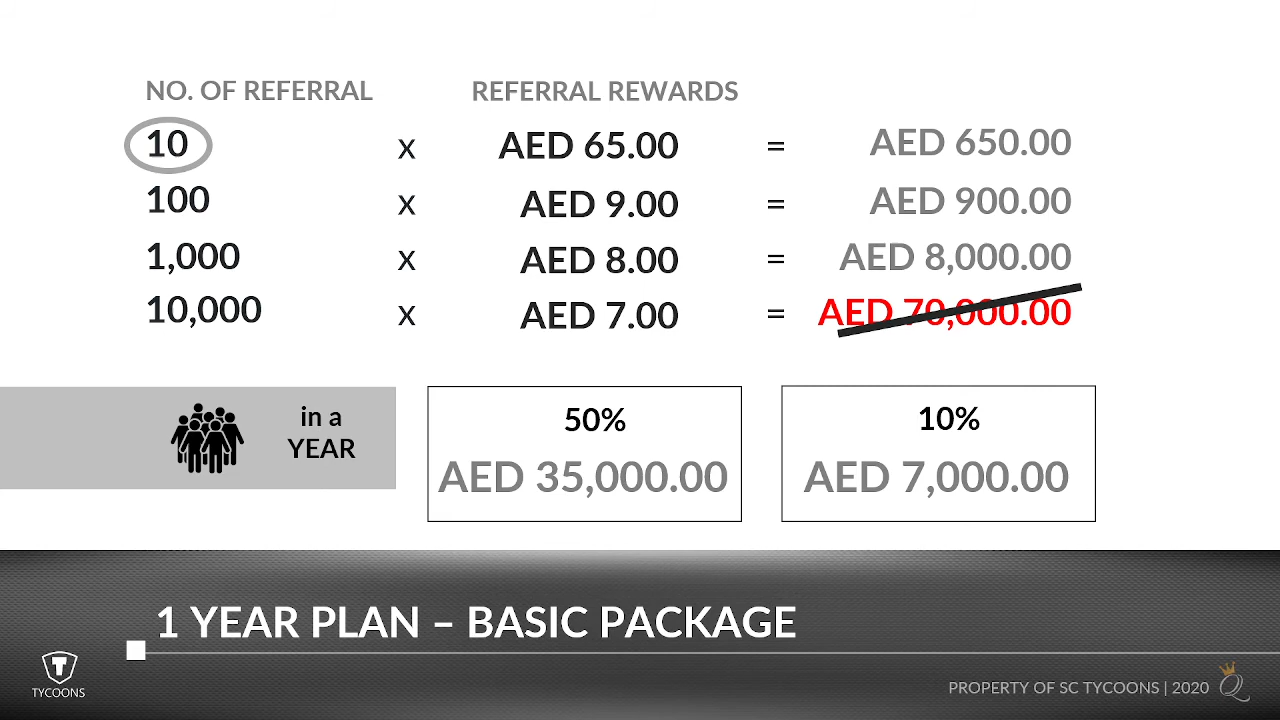 NO. OF REFERRAL REFERRAL REWARDS
10 x AED 65.00 = AED 650.00
100 x AED 9.00 = AED 900.00
1,000 x AED 8.00 = AED 8,000.00
10,000 x AED 7.00 = AED 70,000.00
in a
YEAR
50%
AED 35,000.00
10%
AED 7,000.00
1 YEAR PLAN – BASIC PACKAGE
T
TYCOONS
PROPERTY OF SC TYCOONS | 2020